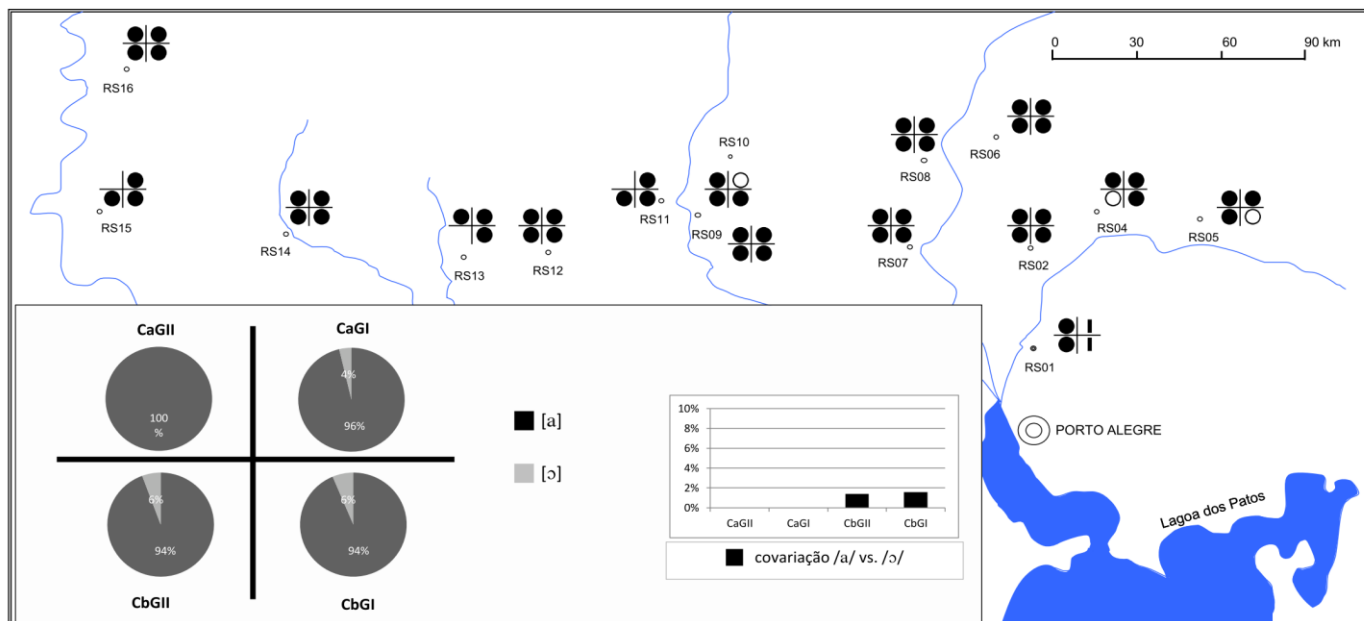 0 30 60 90 km
RS16
RS10
RS06
RS08
RS15
RS11
RS09
RS04
RS05
RS14
RS13
RS12
RS07
RS02
RS01
CaGII CaGI
4%
100
%
96%
[a]
[ɔ]
6% 6%
94% 94%
CbGII CbGI
10%
8%
6%
4%
2%
0%
CaGII CaGI CbGII CbGI
covariação /a/ vs. /ɔ/
PORTO ALEGRE
Lagoa dos Patos